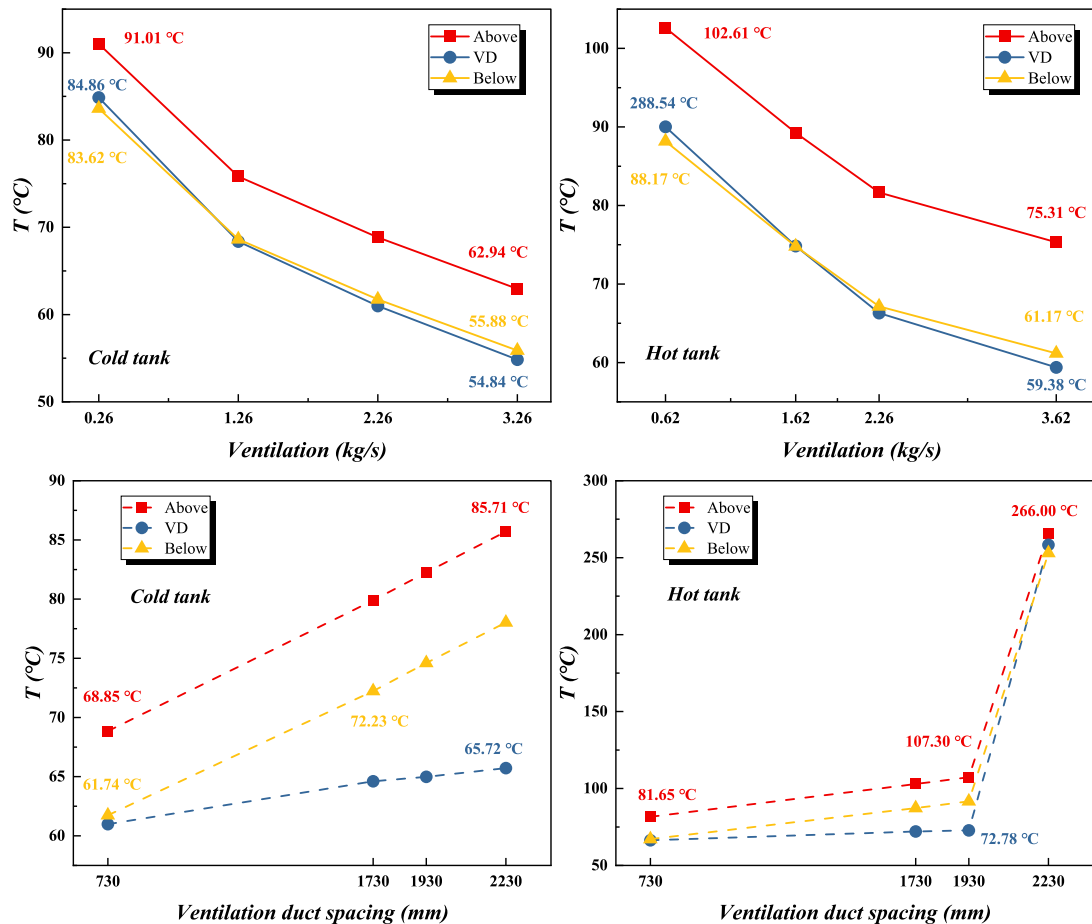 91.01 °C
84.86 °C
83.62 °C
62.94 °C
55.88 °C
54.84 °C
Above
VD
Below
Cold tank
T (°C)
90
80
70
60
50
0.26
1.26
2.26
3.26
Ventilation (kg/s)
102.61 °C
288.54 °C
88.17 °C
75.31 °C
61.17 °C
59.38 °C
Above
VD
Below
Hot tank
T (°C)
100
90
80
70
60
0.62
1.62
2.26
3.62
Ventilation (kg/s)
Above
VD
Below
85.71 °C
Cold tank
68.85 °C
72.23 °C
65.72 °C
61.74 °C
T (°C)
90
85
80
75
70
65
60
730
1730
1930
2230
Ventilation duct spacing (mm)
Above
VD
Below
266.00 °C
Hot tank
107.30 °C
81.65 °C
72.78 °C
T (°C)
300
250
200
150
100
50
730
1730
1930
2230
Ventilation duct spacing (mm)